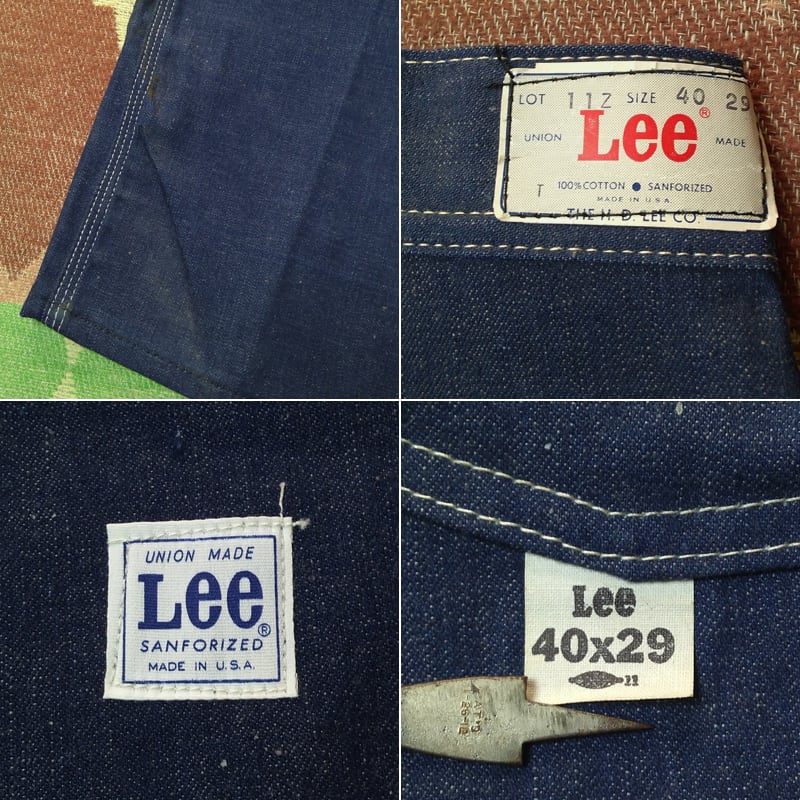 LOT 112 SIZE 40 29
UNION Lee® MADE
T 100% COTTON ● SANFORIZED
MADE IN U.S.A
THE H. D. LEE CO.
UNION MADE
Lee®
SANFORIZED
MADE IN U.S.A.
Lee
40x29